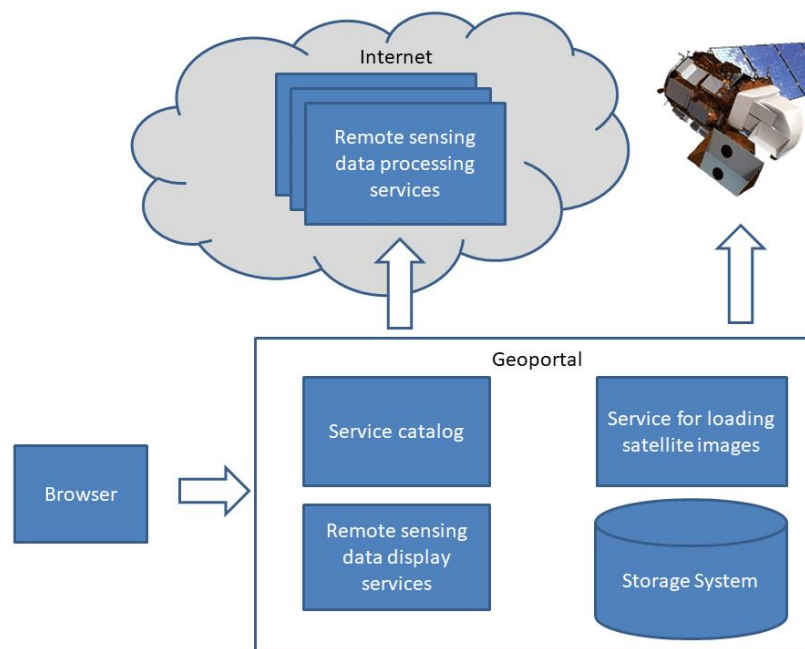 Internet
Remote sensing
data processing
services
Geoportal
Service catalog
Service for loading
satellite images
Browser
Remote sensing
data display
services
Storage System